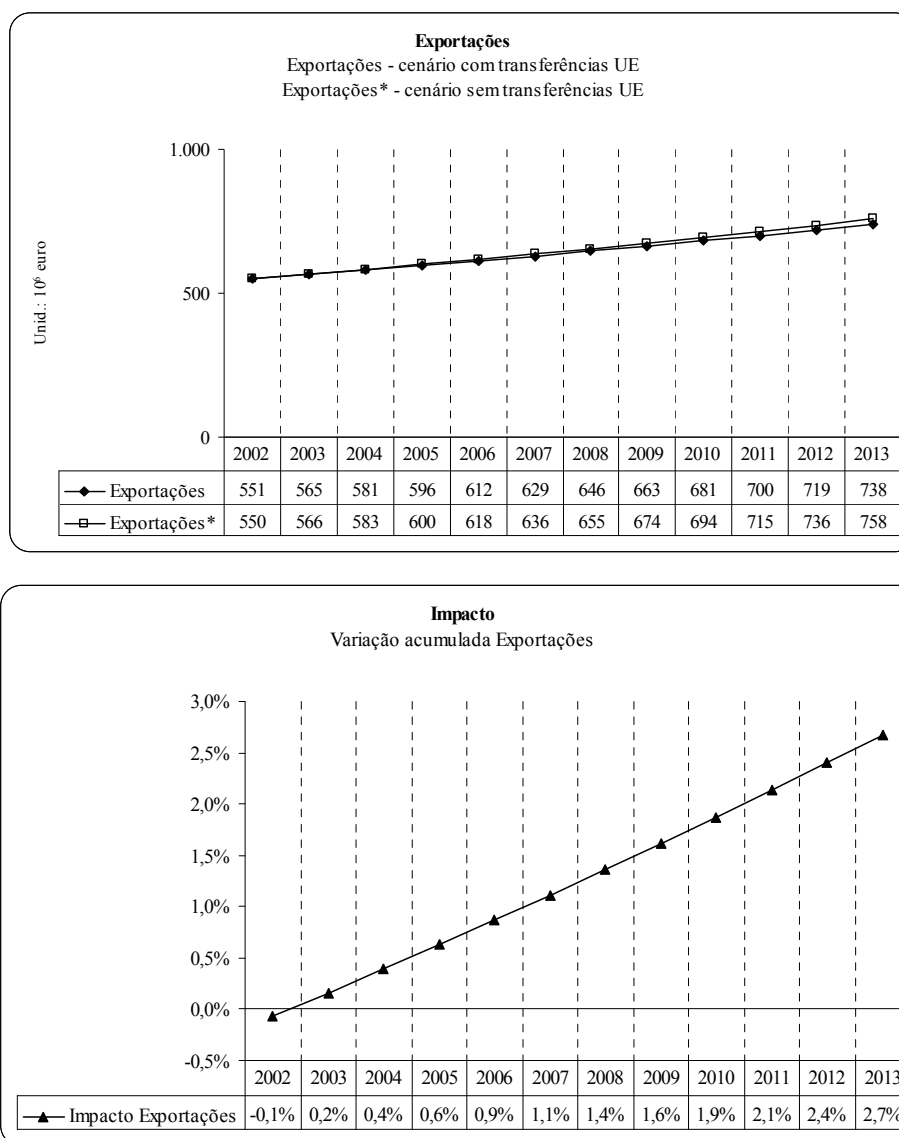 Exportações
Exportações - cenário com transferências UE
Exportações* - cenário sem transferências UE
1.000
500
0
Unid.: 10⁶ euro
2002 2003 2004 2005 2006 2007 2008 2009 2010 2011 2012 2013
Exportações 551 565 581 596 612 629 646 663 681 700 719 738
Exportações* 550 566 583 600 618 636 655 674 694 715 736 758
Impacto
Variação acumulada Exportações
3,0%
2,5%
2,0%
1,5%
1,0%
0,5%
0,0%
-0,5%
2002 2003 2004 2005 2006 2007 2008 2009 2010 2011 2012 2013
Impacto Exportações -0,1% 0,2% 0,4% 0,6% 0,9% 1,1% 1,4% 1,6% 1,9% 2,1% 2,4% 2,7%